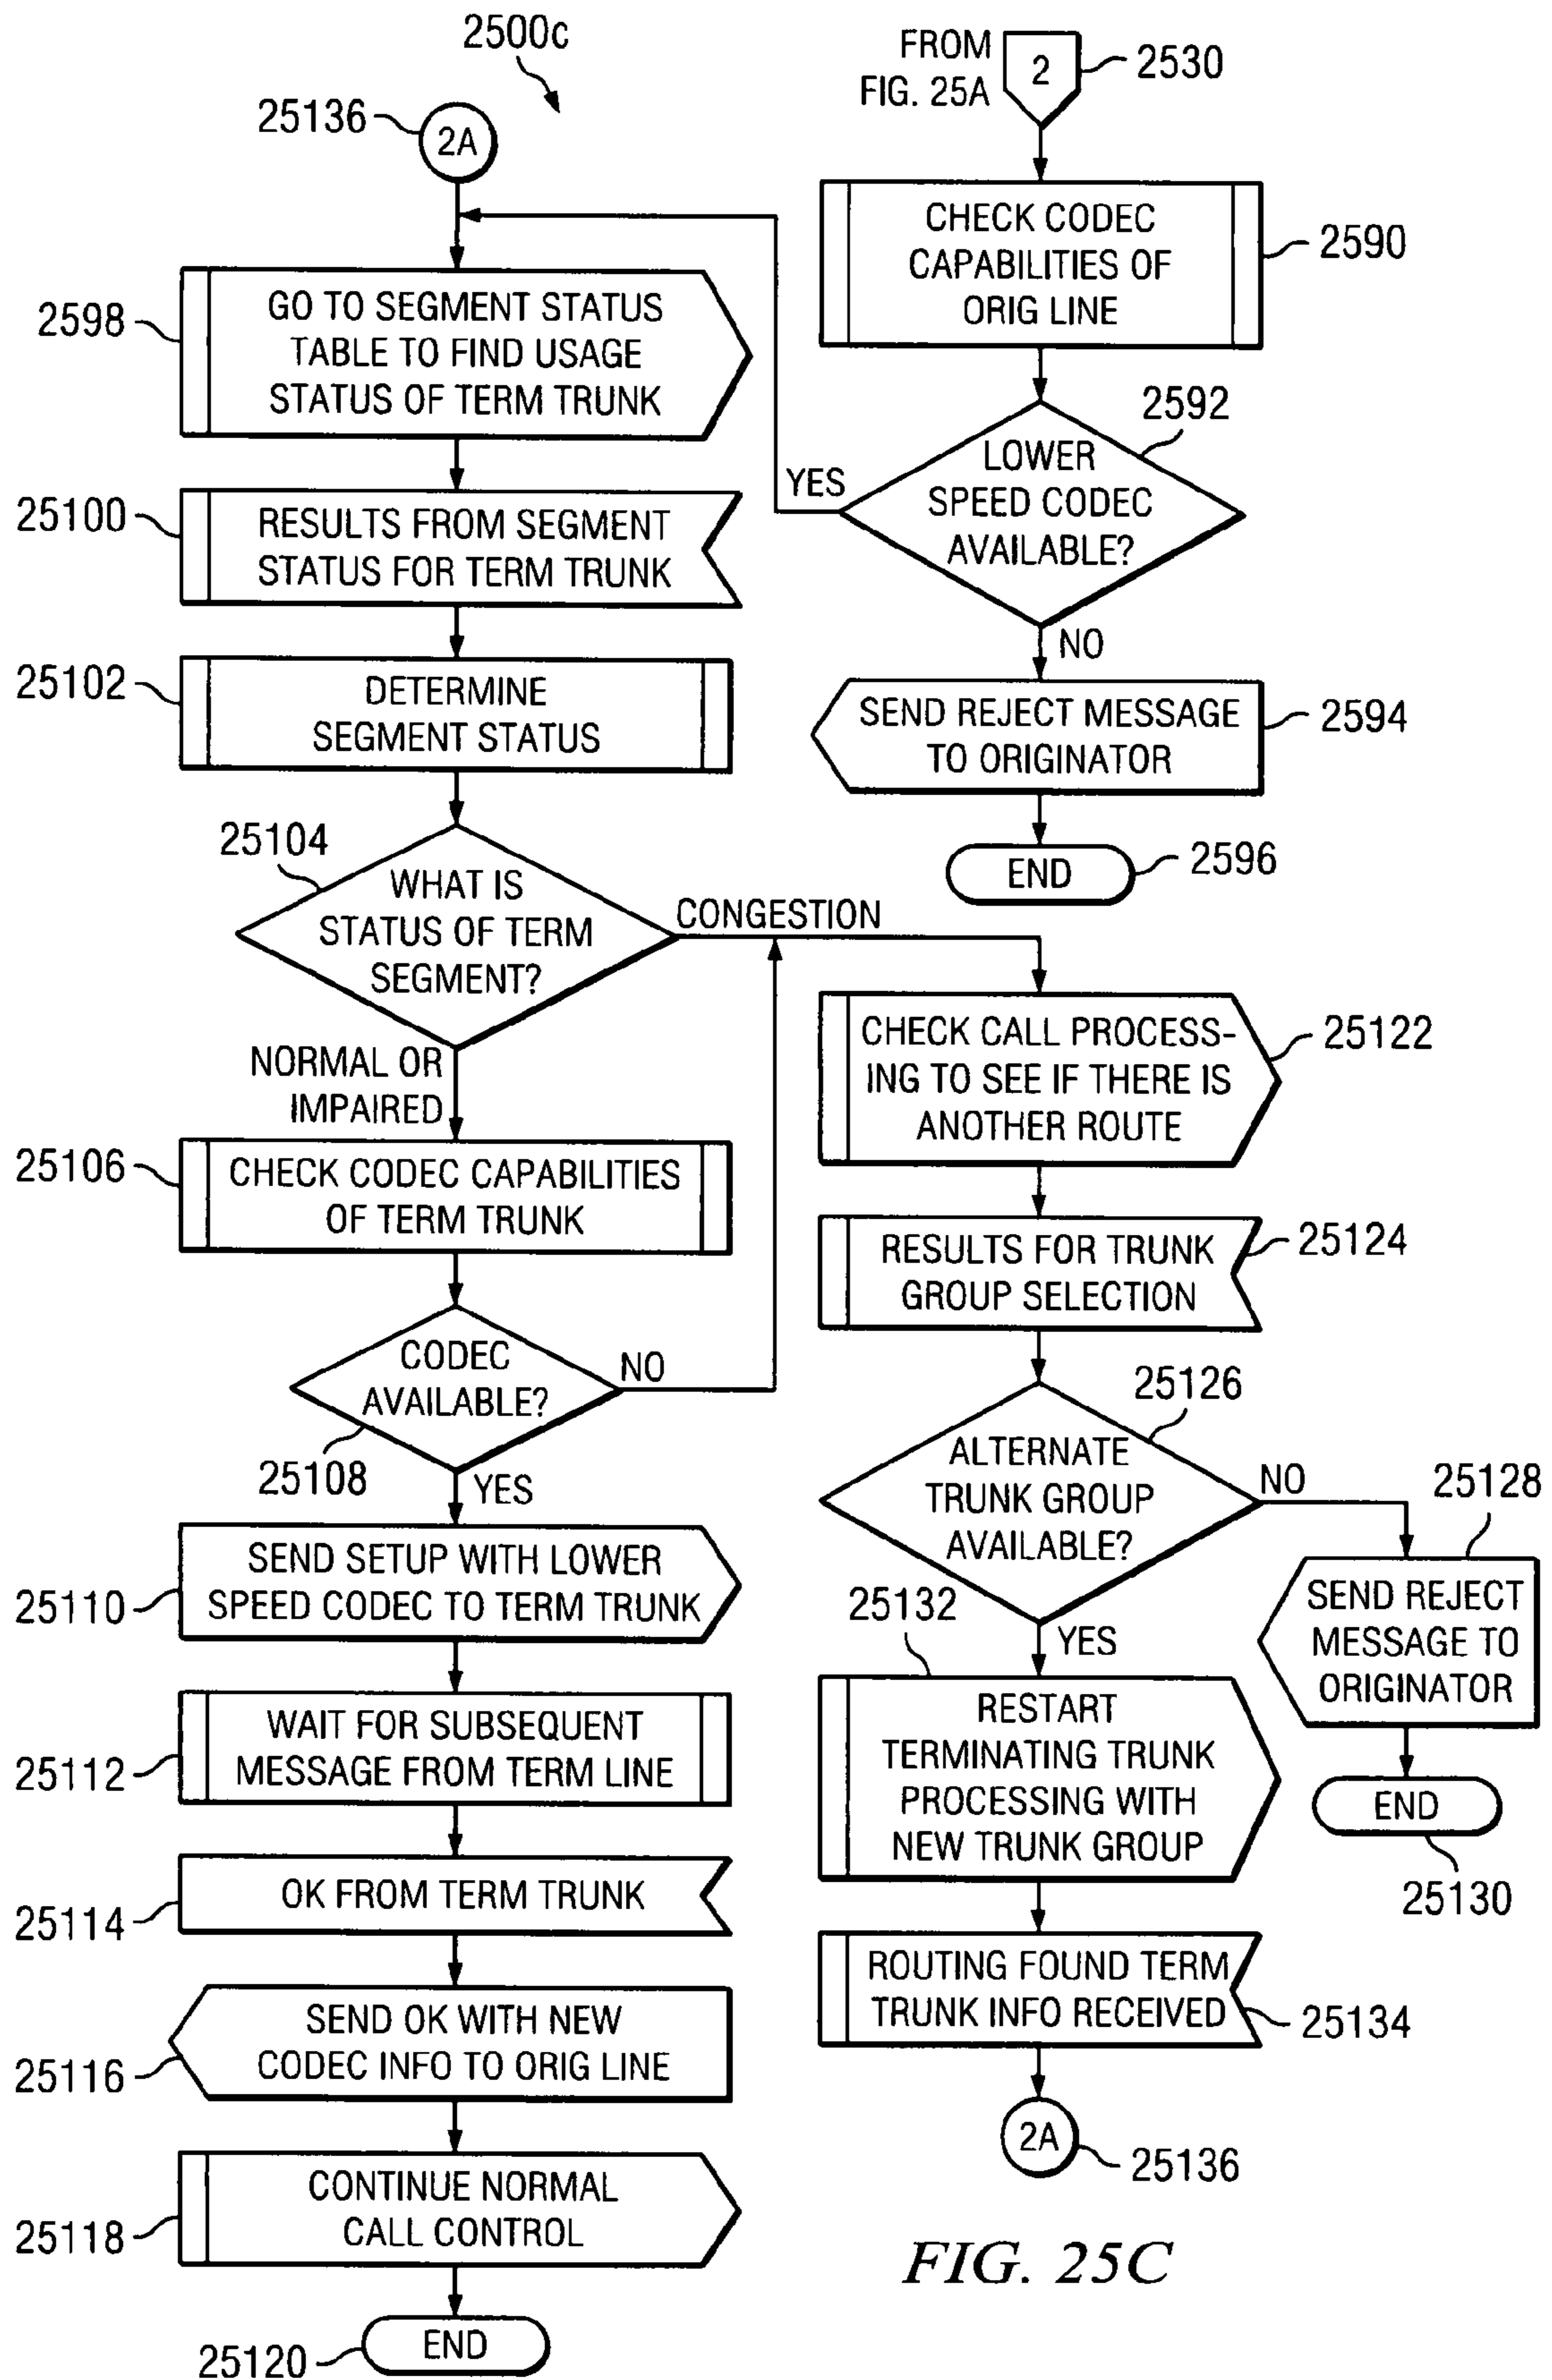 2500c
FROM
FIG. 25A
2
2530
25136
2A
CHECK CODEC
CAPABILITIES OF
ORIG LINE
2590
2598
GO TO SEGMENT STATUS
TABLE TO FIND USAGE
STATUS OF TERM TRUNK
2592
LOWER
SPEED CODEC
AVAILABLE?
YES
NO
25100
RESULTS FROM SEGMENT
STATUS FOR TERM TRUNK
25102
DETERMINE
SEGMENT STATUS
SEND REJECT MESSAGE
TO ORIGINATOR
2594
END
2596
25104
WHAT IS
STATUS OF TERM
SEGMENT?
CONGESTION
NORMAL OR
IMPAIRED
25106
CHECK CODEC CAPABILITIES
OF TERM TRUNK
CODEC
AVAILABLE?
NO
25108
YES
25110
SEND SETUP WITH LOWER
SPEED CODEC TO TERM TRUNK
25112
WAIT FOR SUBSEQUENT
MESSAGE FROM TERM LINE
25114
OK FROM TERM TRUNK
25116
SEND OK WITH NEW
CODEC INFO TO ORIG LINE
25118
CONTINUE NORMAL
CALL CONTROL
25120
END
CHECK CALL PROCESS-
ING TO SEE IF THERE IS
ANOTHER ROUTE
25122
RESULTS FOR TRUNK
GROUP SELECTION
25124
25126
ALTERNATE
TRUNK GROUP
AVAILABLE?
NO
25128
SEND REJECT
MESSAGE TO
ORIGINATOR
END
25130
YES
25132
RESTART
TERMINATING TRUNK
PROCESSING WITH
NEW TRUNK GROUP
ROUTING FOUND TERM
TRUNK INFO RECEIVED
25134
2A
25136
FIG. 25C